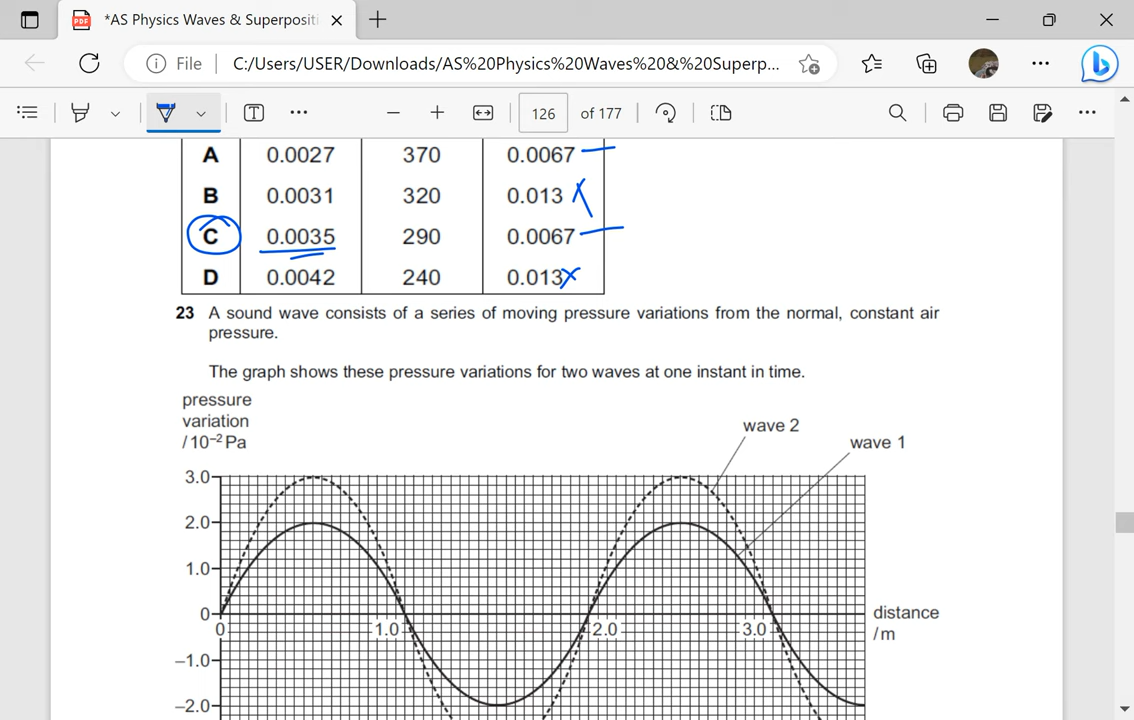 *AS Physics Waves & Superpositi
File C:/Users/USER/Downloads/AS%20Physics%20Waves%20&%20Superp...
126 of 177
A 0.0027 370 0.0067
B 0.0031 320 0.013
C 0.0035 290 0.0067
D 0.0042 240 0.013
23 A sound wave consists of a series of moving pressure variations from the normal, constant air
pressure.
The graph shows these pressure variations for two waves at one instant in time.
pressure
variation
/10⁻² Pa
wave 2
wave 1
3.0
2.0
1.0
0
0 1.0 2.0 3.0
distance
/m
–1.0
–2.0